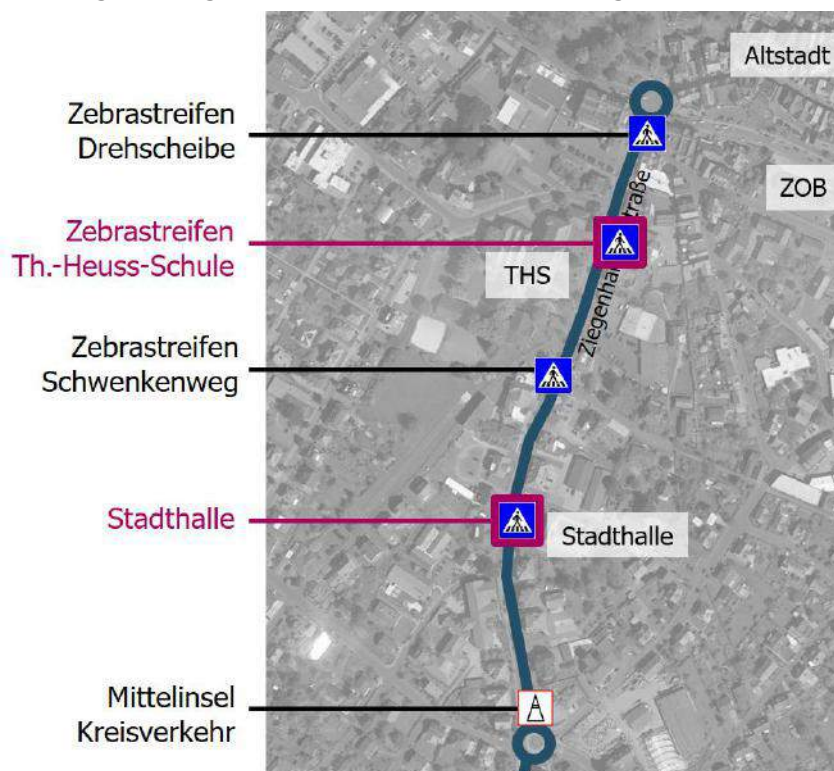 Altstadt
Zebrastreifen
Drehscheibe
ZOB
Zebrastreifen
Th.-Heuss-Schule
THS
Zebrastreifen
Schwenkenweg
Stadthalle
Stadthalle
Mittelinsel
Kreisverkehr